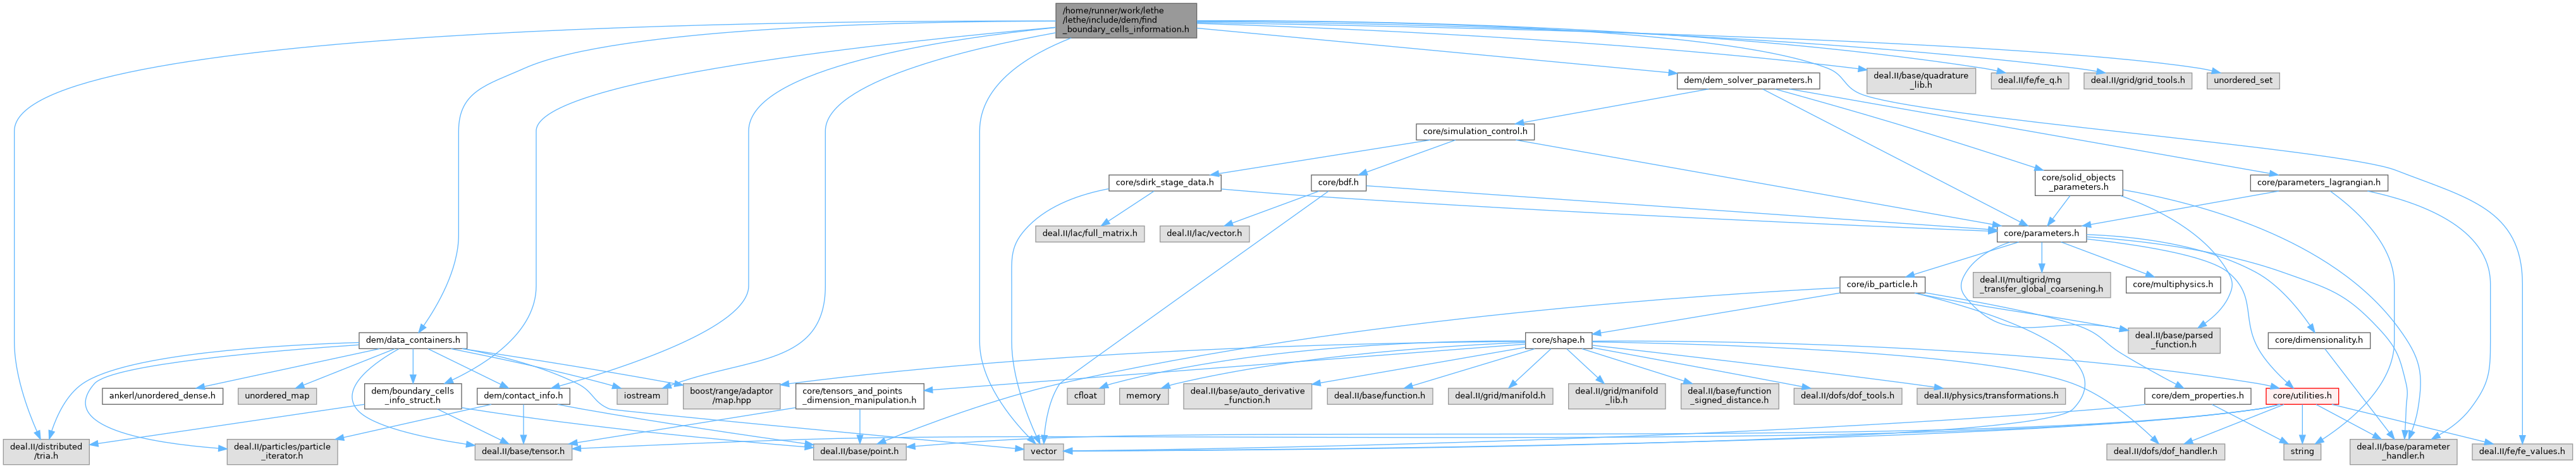 /home/runner/work/lethe
/lethe/include/dem/find
_boundary_cells_information.h
dem/dem_solver_parameters.h
deal.II/base/quadrature
_lib.h
deal.II/fe/fe_q.h
deal.II/grid/grid_tools.h
unordered_set
core/simulation_control.h
core/sdirk_stage_data.h
core/bdf.h
core/solid_objects
_parameters.h
core/parameters_lagrangian.h
deal.II/lac/full_matrix.h
deal.II/lac/vector.h
core/parameters.h
core/ib_particle.h
deal.II/multigrid/mg
_transfer_global_coarsening.h
core/multiphysics.h
dem/data_containers.h
core/shape.h
deal.II/base/parsed
_function.h
core/dimensionality.h
ankerl/unordered_dense.h
unordered_map
dem/boundary_cells
_info_struct.h
dem/contact_info.h
iostream
boost/range/adaptor
/map.hpp
core/tensors_and_points
_dimension_manipulation.h
cfloat
memory
deal.II/base/auto_derivative
_function.h
deal.II/base/function.h
deal.II/grid/manifold.h
deal.II/grid/manifold
_lib.h
deal.II/base/function
_signed_distance.h
deal.II/dofs/dof_tools.h
deal.II/physics/transformations.h
core/dem_properties.h
core/utilities.h
deal.II/distributed
/tria.h
deal.II/particles/particle
_iterator.h
deal.II/base/tensor.h
deal.II/base/point.h
vector
deal.II/dofs/dof_handler.h
string
deal.II/base/parameter
_handler.h
deal.II/fe/fe_values.h